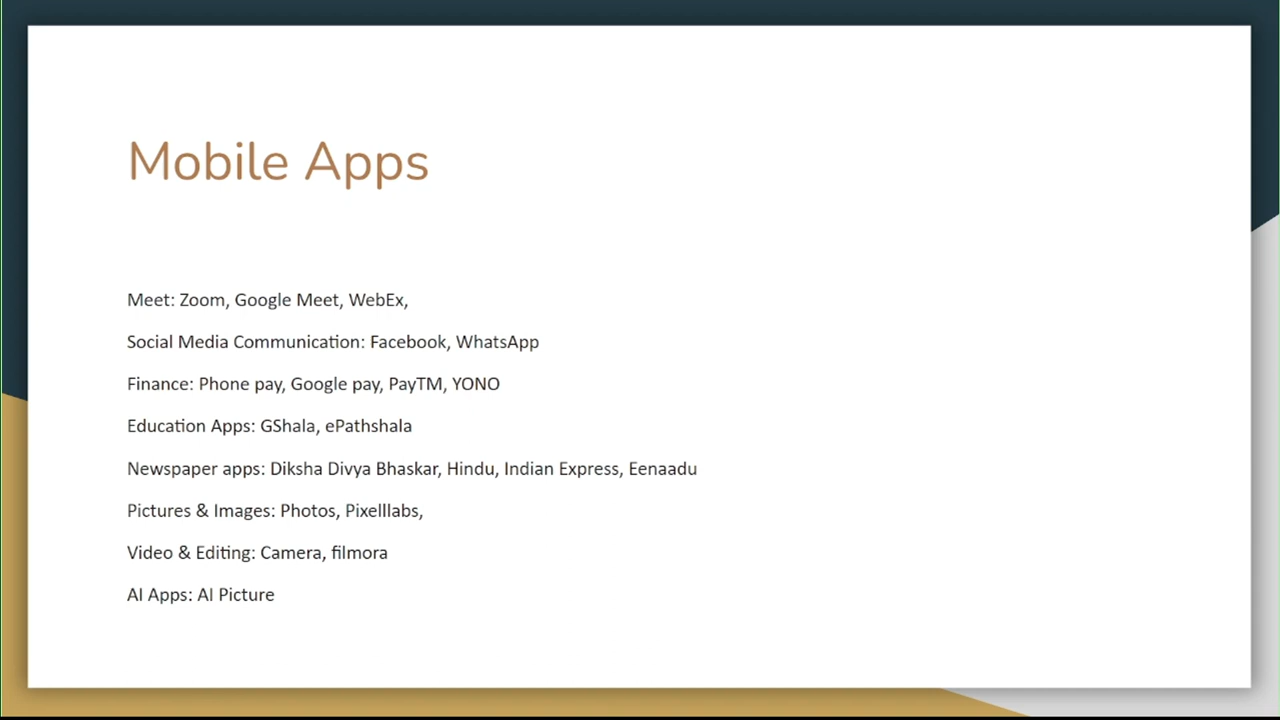 Mobile Apps
Meet: Zoom, Google Meet, WebEx,
Social Media Communication: Facebook, WhatsApp
Finance: Phone pay, Google pay, PayTM, YONO
Education Apps: GShala, ePathshala
Newspaper apps: Diksha Divya Bhaskar, Hindu, Indian Express, Eenaadu
Pictures & Images: Photos, Pixelllabs,
Video & Editing: Camera, filmora
AI Apps: AI Picture